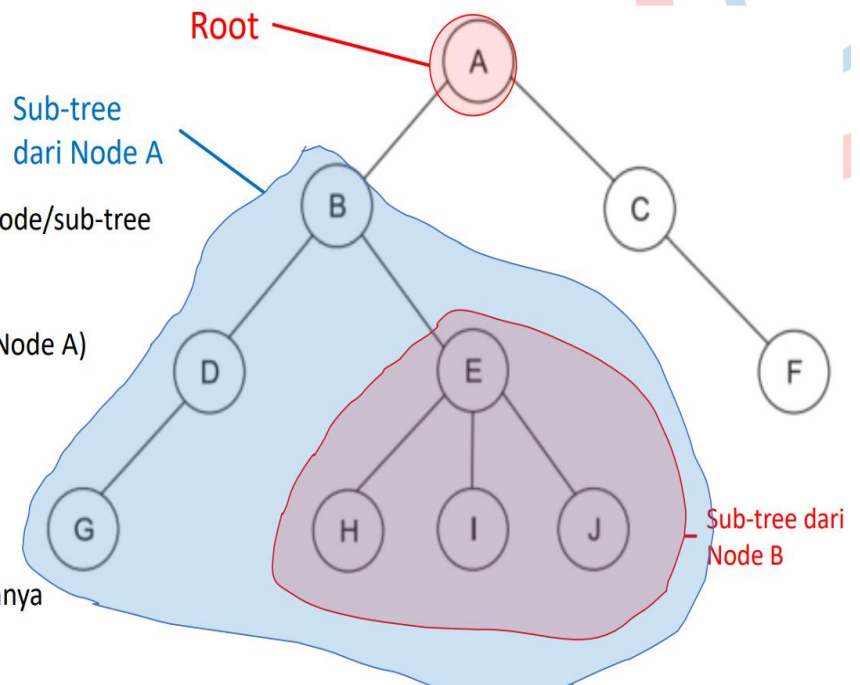 Root
A
Sub-tree
dari Node A
B
C
ode/sub-tree
Node A)
D
E
F
G
H
I
J
Sub-tree dari
Node B
nya